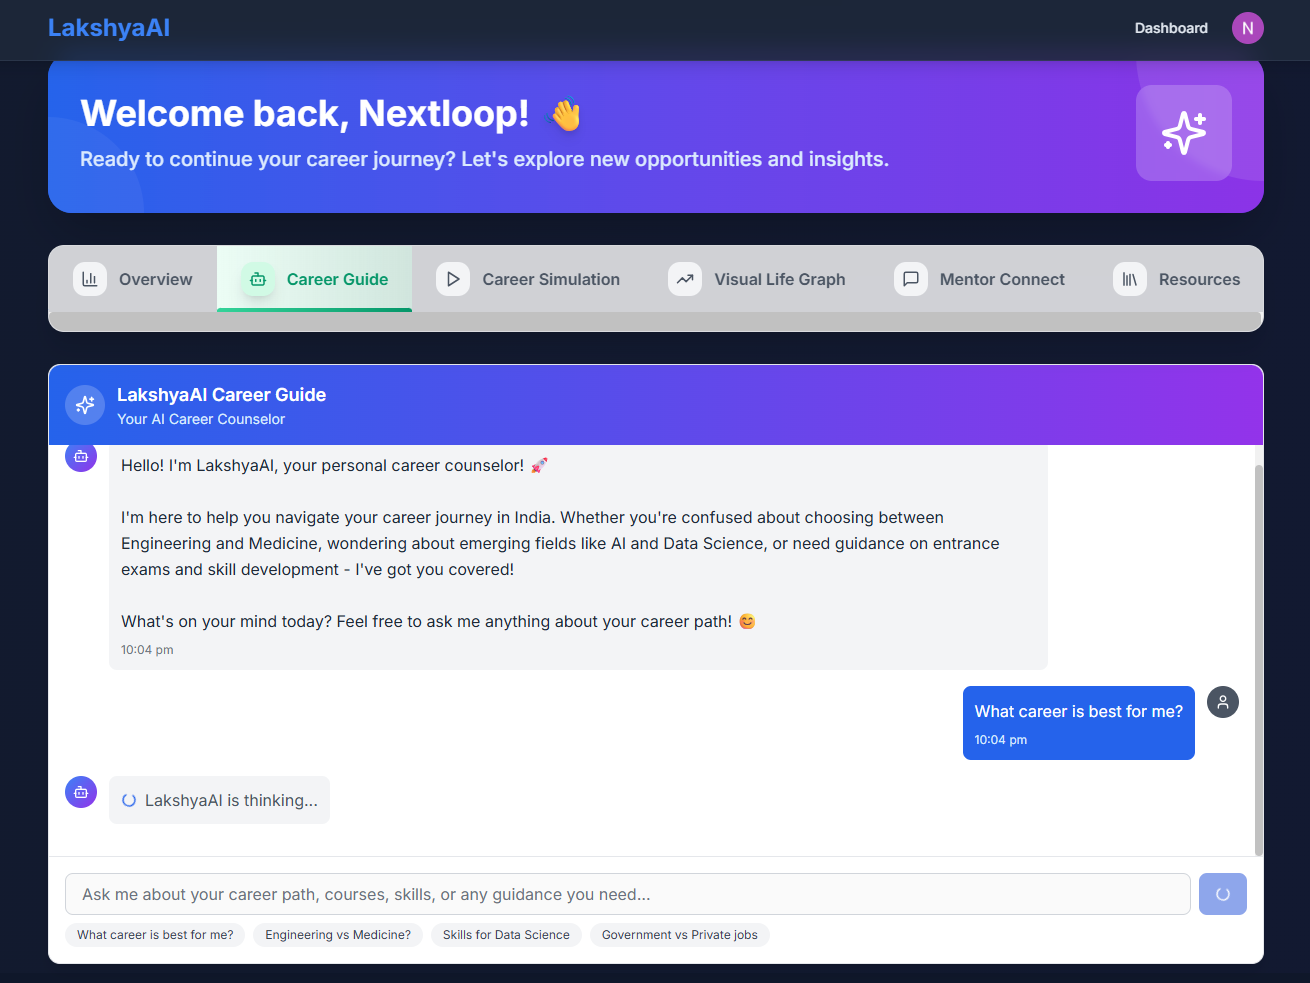 LakshyaAI
Dashboard
N
Welcome back, Nextloop! 👋
Ready to continue your career journey? Let's explore new opportunities and insights.
Overview
Career Guide
Career Simulation
Visual Life Graph
Mentor Connect
Resources
LakshyaAI Career Guide
Your AI Career Counselor
Hello! I'm LakshyaAI, your personal career counselor! 🚀
I'm here to help you navigate your career journey in India. Whether you're confused about choosing between
Engineering and Medicine, wondering about emerging fields like AI and Data Science, or need guidance on entrance
exams and skill development - I've got you covered!
What's on your mind today? Feel free to ask me anything about your career path! 😊
10:04 pm
What career is best for me?
10:04 pm
LakshyaAI is thinking...
Ask me about your career path, courses, skills, or any guidance you need...
What career is best for me?
Engineering vs Medicine?
Skills for Data Science
Government vs Private jobs